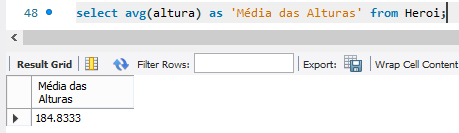 48 select avg(altura) as 'Média das Alturas' from Heroi;
Result Grid Filter Rows: Export: Wrap Cell Content
Média das
Alturas
184.8333